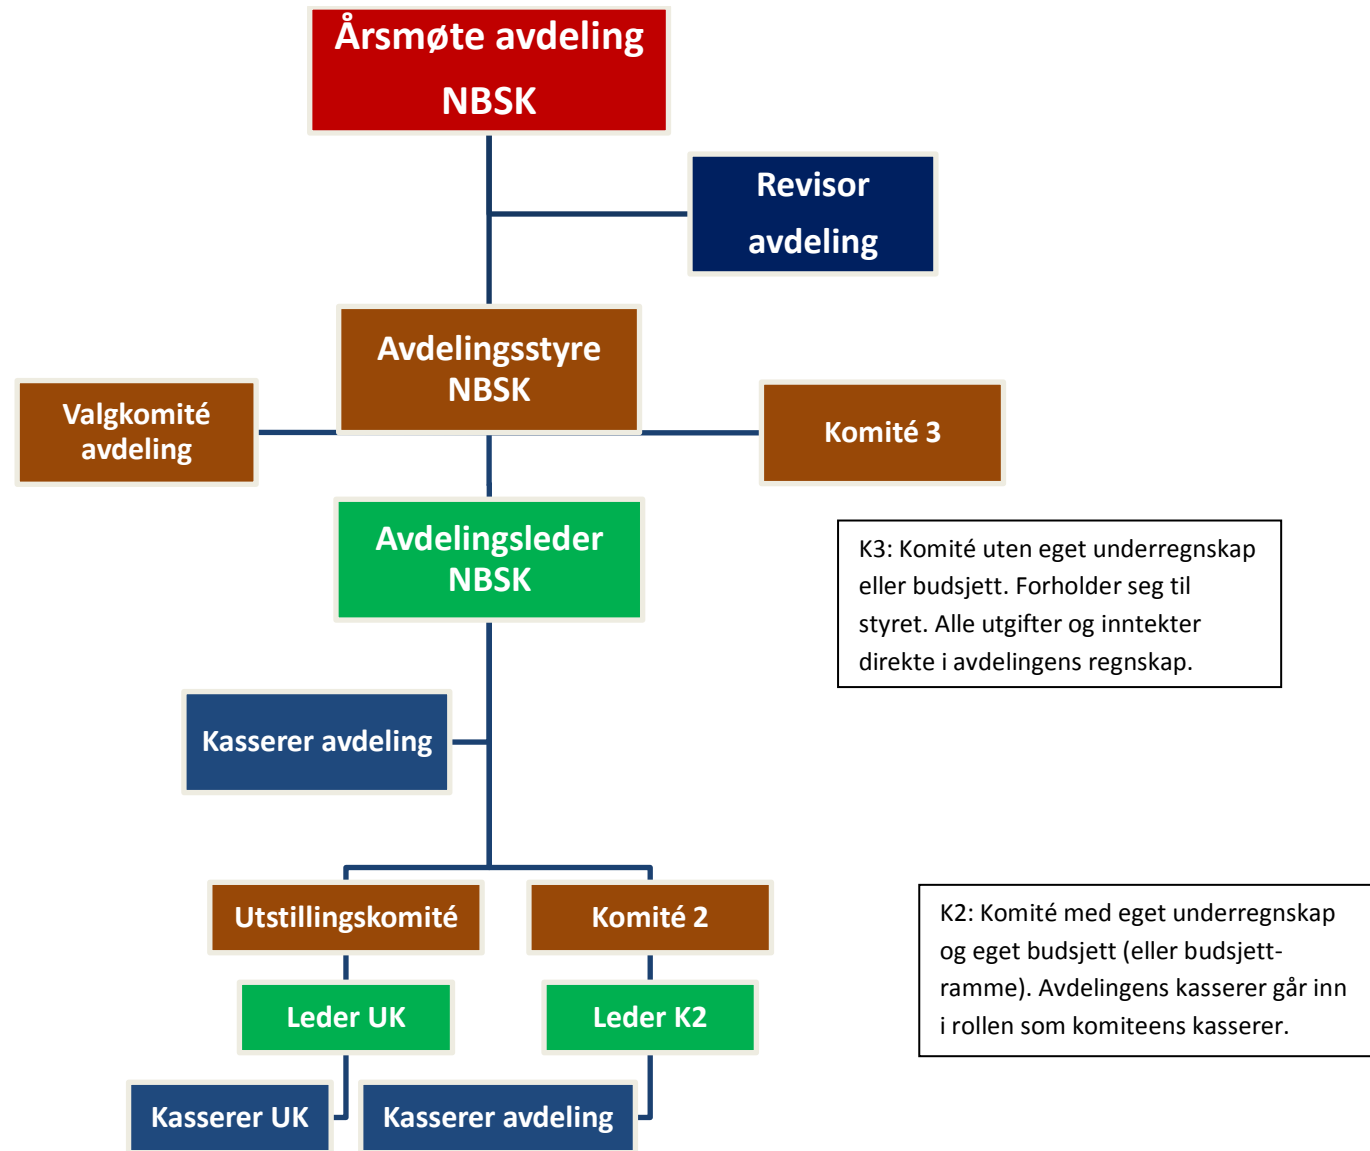 Årsmøte avdeling
NBSK
Revisor
avdeling
Avdelingsstyre
NBSK
Valgkomité
avdeling
Komité 3
Avdelingsleder
NBSK
K3: Komité uten eget underregnskap
eller budsjett. Forholder seg til
styret. Alle utgifter og inntekter
direkte i avdelingens regnskap.
Kasserer avdeling
Utstillingskomité
Komité 2
K2: Komité med eget underregnskap
og eget budsjett (eller budsjett-
ramme). Avdelingens kasserer går inn
i rollen som komiteens kasserer.
Leder UK
Leder K2
Kasserer UK
Kasserer avdeling